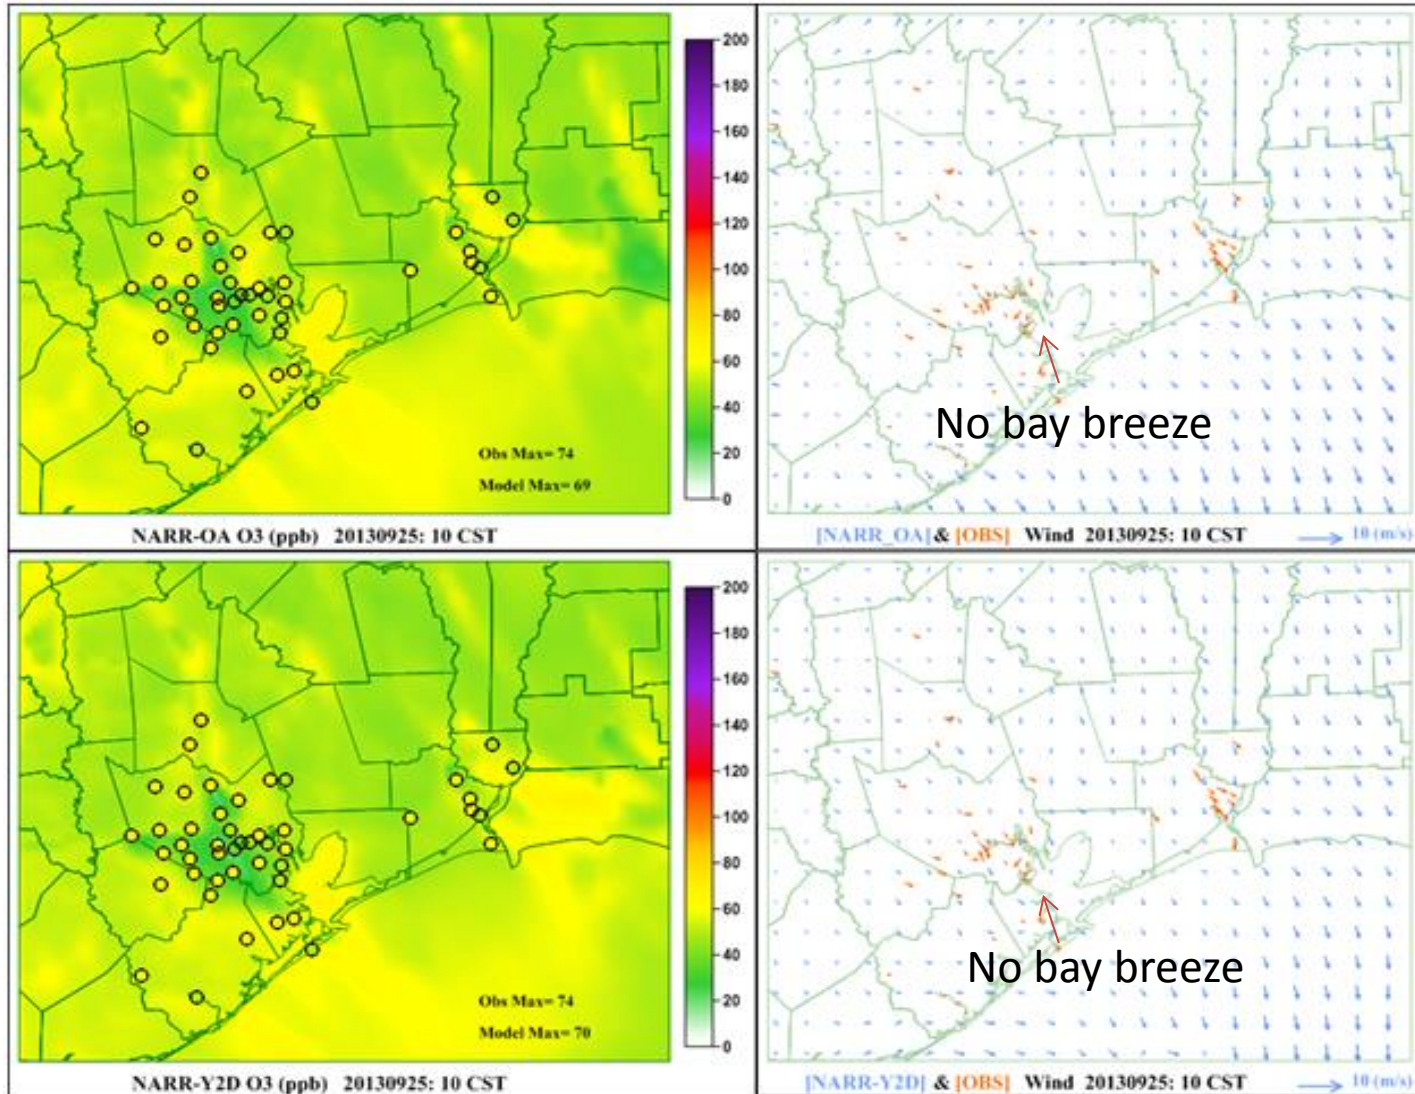 200
180
160
140
120
100
80
60
40
20
0
Obs Max= 74
Model Max= 69
NARR-OA O3 (ppb) 20130925: 10 CST
No bay breeze
[NARR_OA] & [OBS] Wind 20130925: 10 CST 10 (m/s)
200
180
160
140
120
100
80
60
40
20
0
Obs Max= 74
Model Max= 70
NARR-Y2D O3 (ppb) 20130925: 10 CST
No bay breeze
[NARR-Y2D] & [OBS] Wind 20130925: 10 CST 10 (m/s)